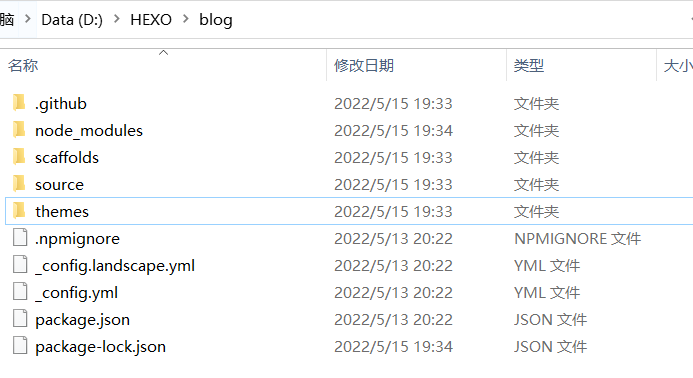 脑 > Data (D:) > HEXO > blog
名称 修改日期 类型 大小
.github 2022/5/15 19:33 文件夹
node_modules 2022/5/15 19:34 文件夹
scaffolds 2022/5/15 19:33 文件夹
source 2022/5/15 19:33 文件夹
themes 2022/5/15 19:33 文件夹
.npmignore 2022/5/13 20:22 NPMIGNORE 文件
_config.landscape.yml 2022/5/13 20:22 YML 文件
_config.yml 2022/5/13 20:22 YML 文件
package.json 2022/5/13 20:22 JSON 文件
package-lock.json 2022/5/15 19:34 JSON 文件